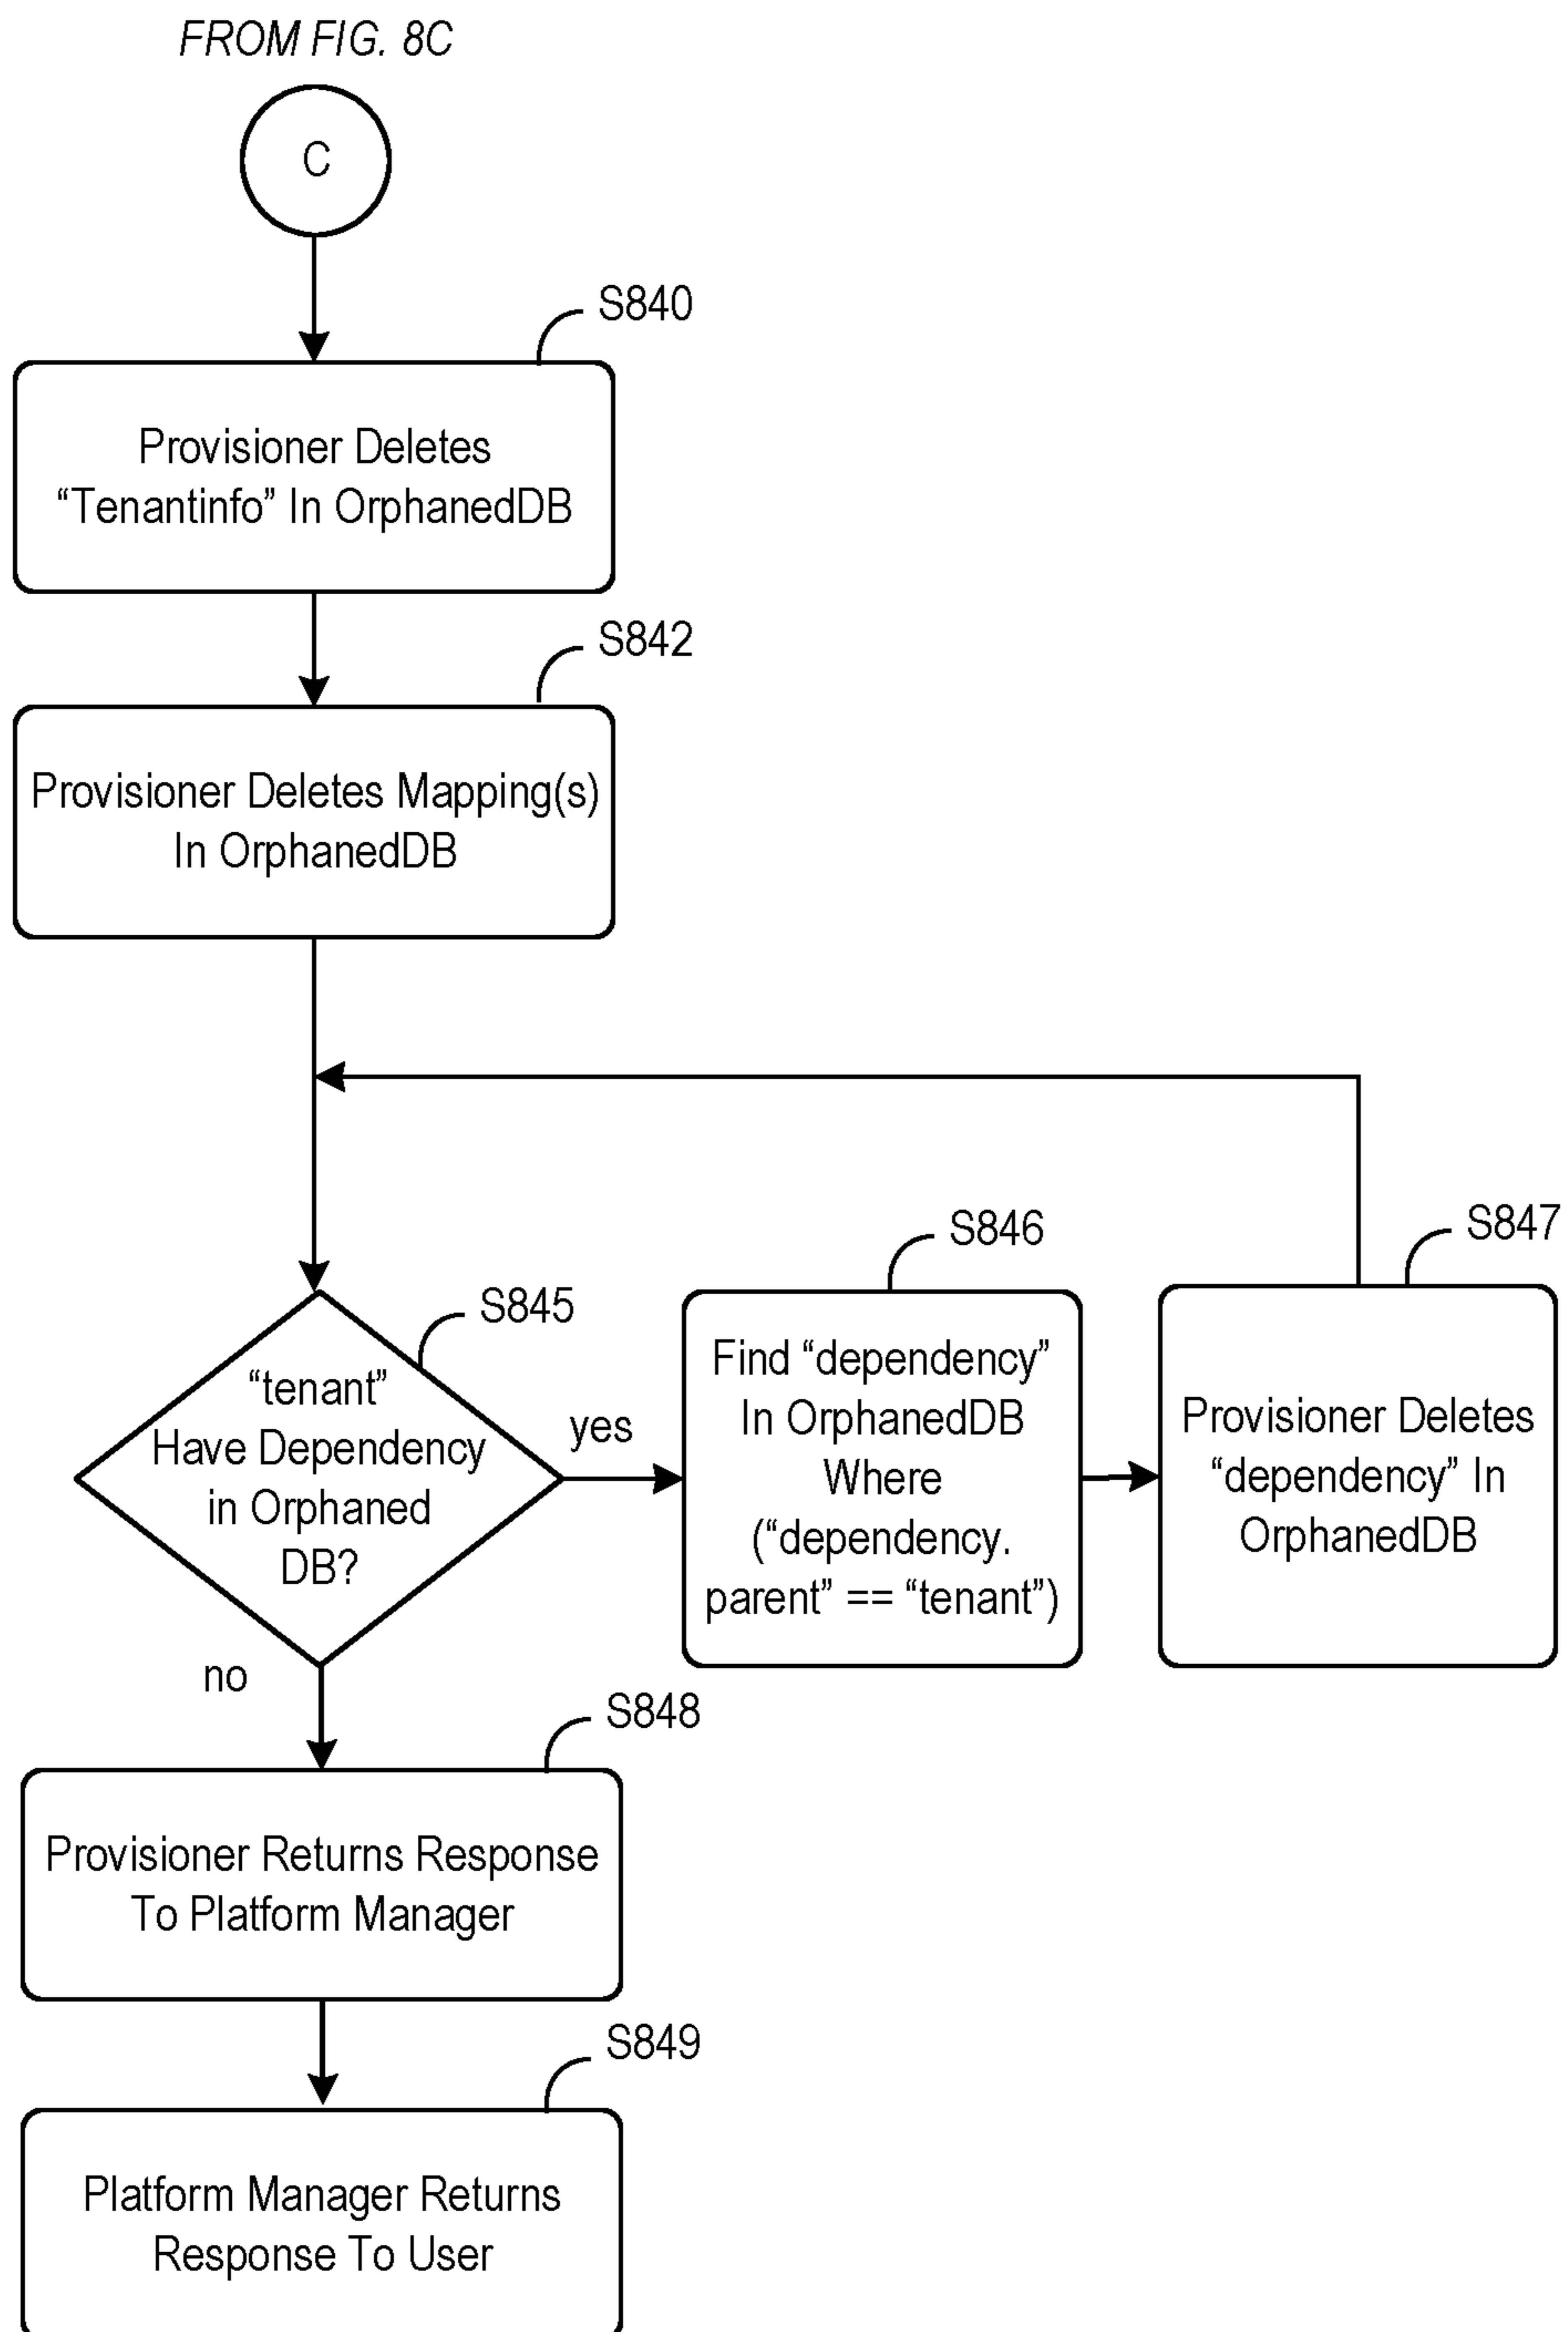 FROM FIG. 8C
C
S840
Provisioner Deletes
“Tenantinfo” In OrphanedDB
S842
Provisioner Deletes Mapping(s)
In OrphanedDB
S845
“tenant”
Have Dependency
in Orphaned
DB?
yes
no
S846
Find “dependency”
In OrphanedDB
Where
(“dependency.
parent” == “tenant”)
S847
Provisioner Deletes
“dependency” In
OrphanedDB
S848
Provisioner Returns Response
To Platform Manager
S849
Platform Manager Returns
Response To User